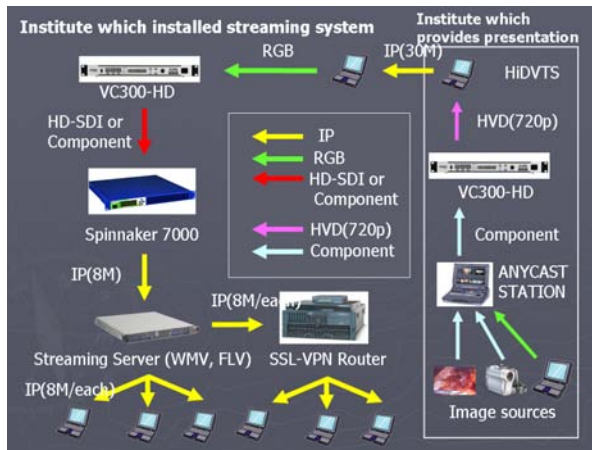 Institute which installed streaming system
Institute which
provides presentation
RGB
IP(30M)
HiDVTS
VC300-HD
HD-SDI or
Component
HVD(720p)
IP
RGB
HD-SDI or
Component
HVD(720p)
Component
VC300-HD
Component
Spinnaker 7000
ANYCAST
STATION
IP(8M)
IP(8M/each)
Streaming Server (WMV, FLV)
SSL-VPN Router
IP(8M/each)
Image sources